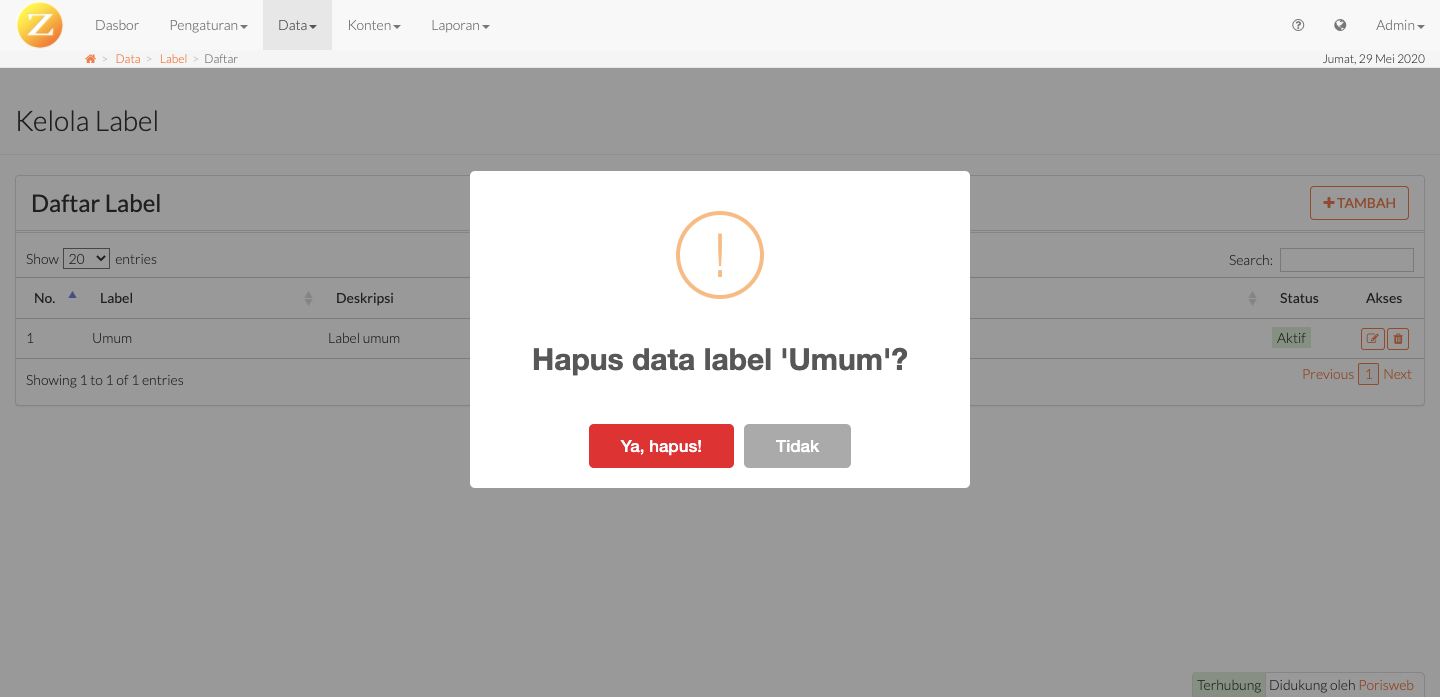 Z Dasbor Pengaturan Data Konten Laporan Admin
> Data > Label > Daftar Jumat, 29 Mei 2020
Kelola Label
Daftar Label TAMBAH
Show 20 entries Search:
No. Label Deskripsi Status Akses
1 Umum Label umum Aktif
Showing 1 to 1 of 1 entries Previous 1 Next
!
Hapus data label 'Umum'?
Ya, hapus! Tidak
Terhubung Didukung oleh Porisweb